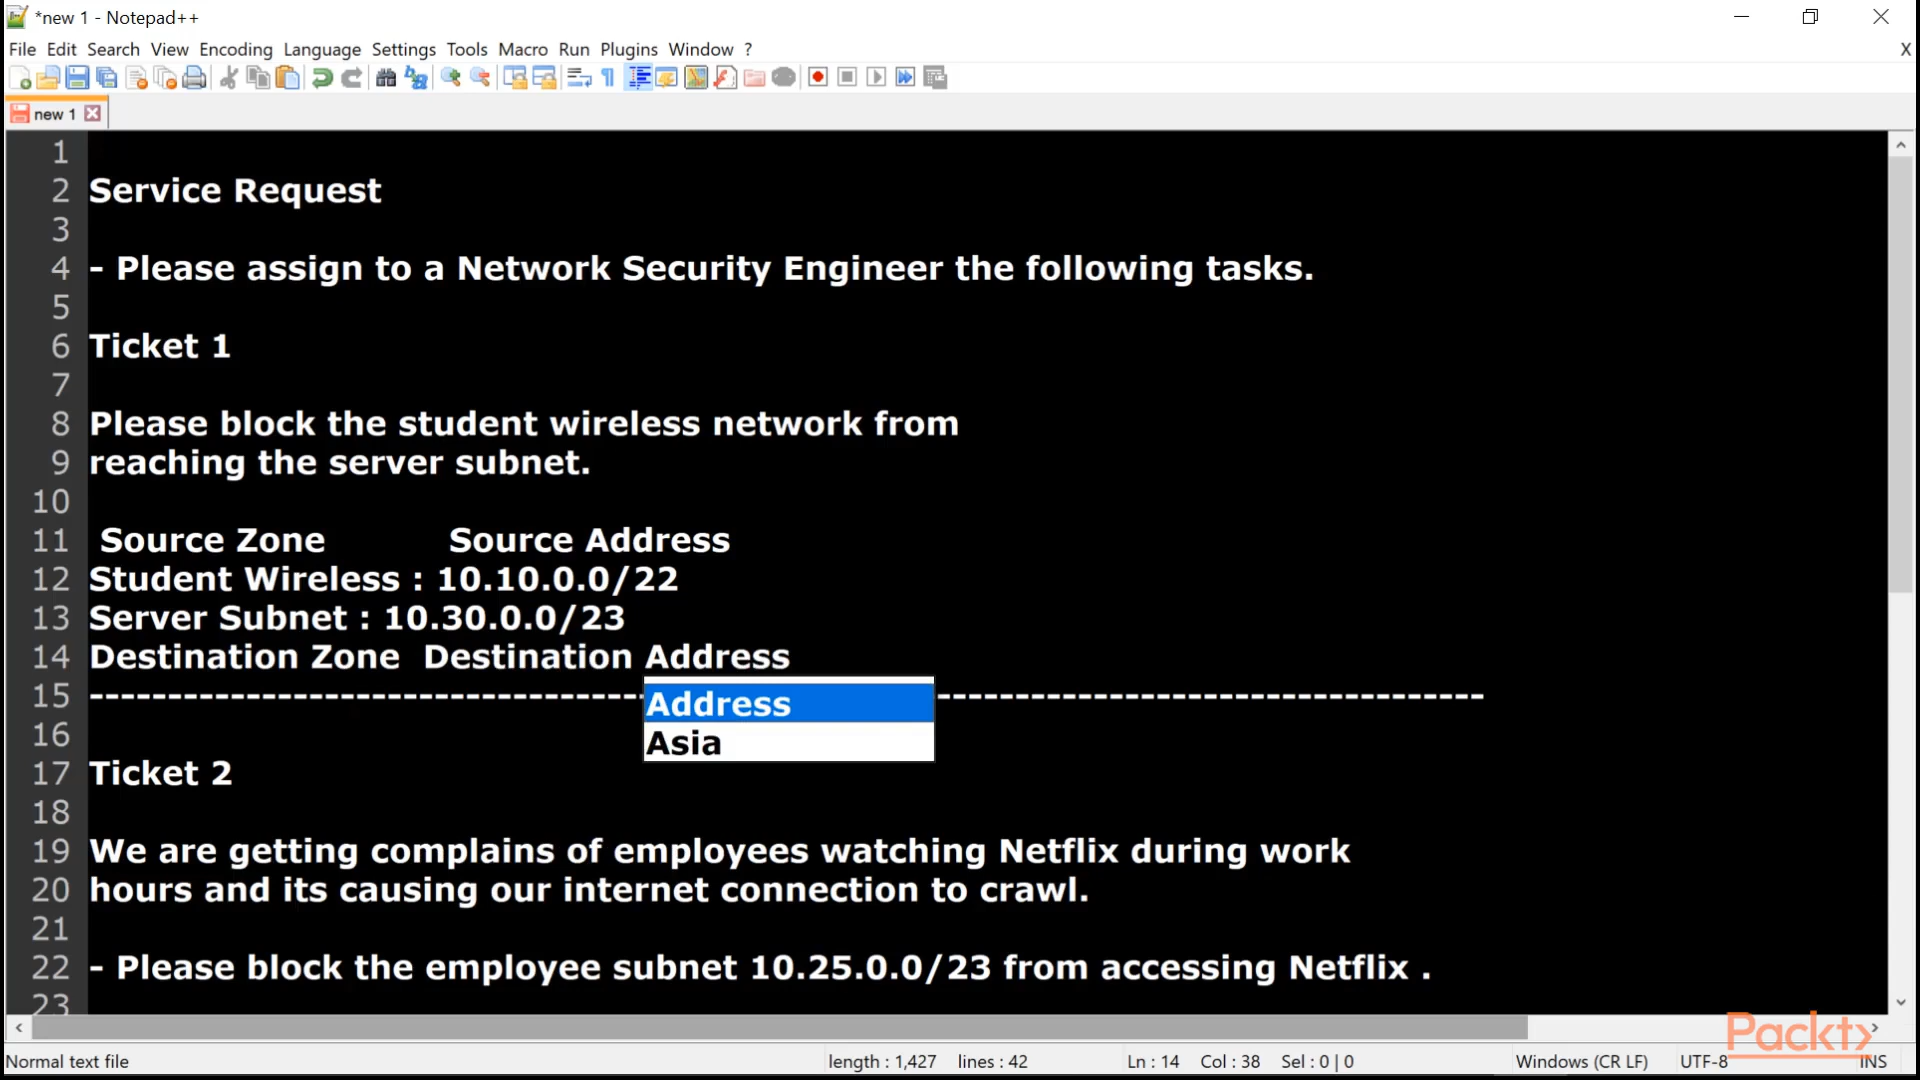 *new 1 - Notepad++
File Edit Search View Encoding Language Settings Tools Macro Run Plugins Window ?
X
new 1
1
2 Service Request
3
4 - Please assign to a Network Security Engineer the following tasks.
5
6 Ticket 1
7
8 Please block the student wireless network from
9 reaching the server subnet.
10
11 Source Zone Source Address
12 Student Wireless : 10.10.0.0/22
13 Server Subnet : 10.30.0.0/23
14 Destination Zone Destination Address
15 ----------------------------------- Address -----------------------------------
Asia
16
17 Ticket 2
18
19 We are getting complains of employees watching Netflix during work
20 hours and its causing our internet connection to crawl.
21
22 - Please block the employee subnet 10.25.0.0/23 from accessing Netflix .
23
Packt>
Normal text file length : 1,427 lines : 42 Ln : 14 Col : 38 Sel : 0 | 0 Windows (CR LF) UTF-8 INS